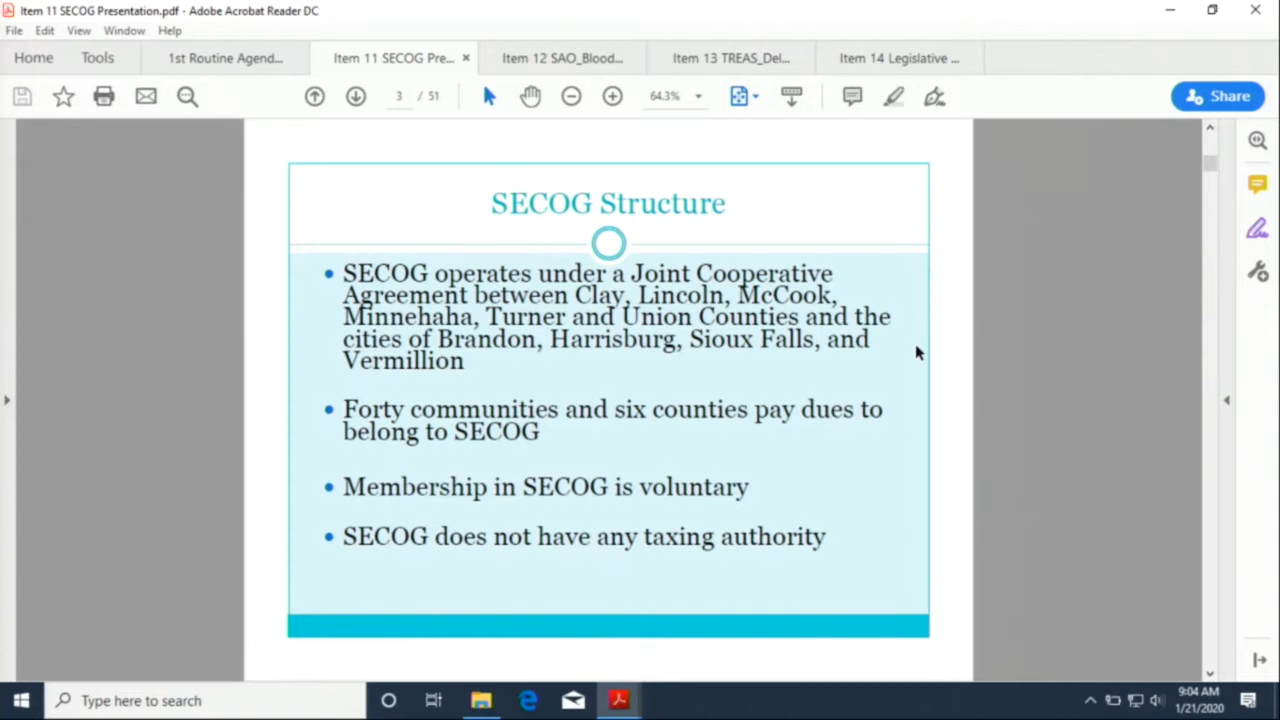 Item 11 SECOG Presentation.pdf - Adobe Acrobat Reader DC
File Edit View Window Help
Home Tools 1st Routine Agend... Item 11 SECOG Pre... × Item 12 SAO_Blood... Item 13 TREAS_Del... Item 14 Legislative ...
3 / 51 64.3% Share
SECOG Structure
• SECOG operates under a Joint Cooperative
Agreement between Clay, Lincoln, McCook,
Minnehaha, Turner and Union Counties and the
cities of Brandon, Harrisburg, Sioux Falls, and
Vermillion
• Forty communities and six counties pay dues to
belong to SECOG
• Membership in SECOG is voluntary
• SECOG does not have any taxing authority
Type here to search
9:04 AM
1/21/2020